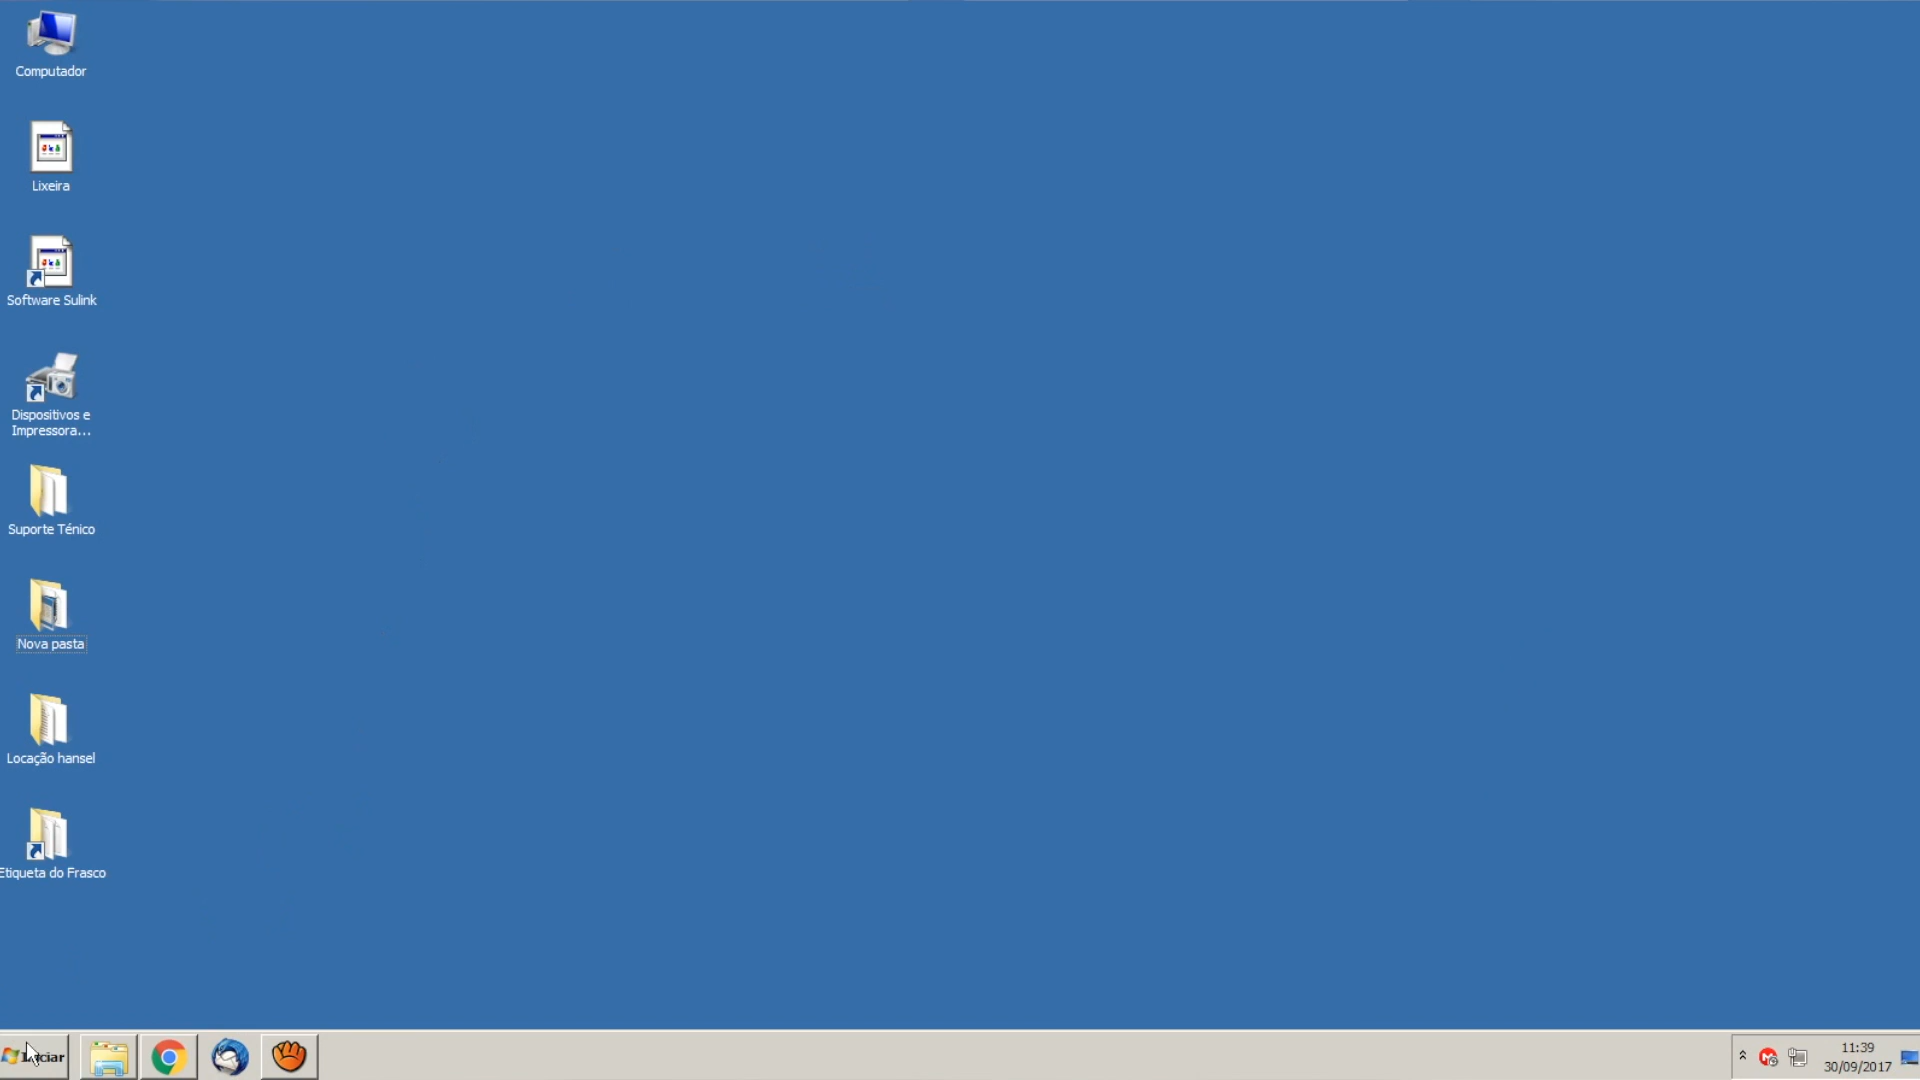 Computador
Lixeira
Software Sulink
Dispositivos e
Impressora...
Suporte Ténico
Nova pasta
Locação hansel
Etiqueta do Frasco
Iniciar
11:39
30/09/2017